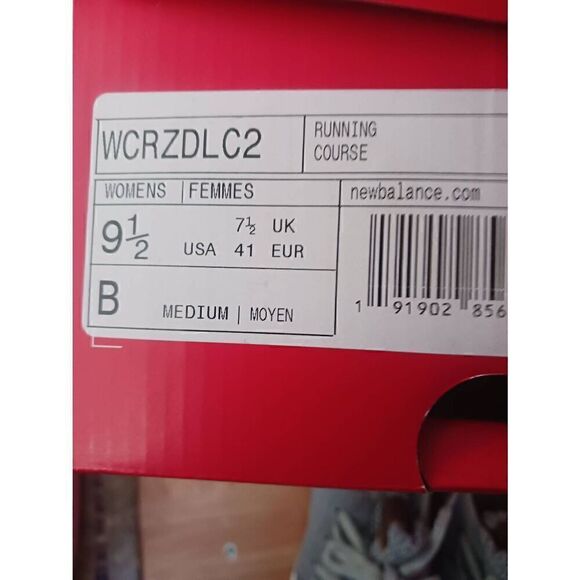 WCRZDLC2
RUNNING
COURSE
WOMENS | FEMMES
newbalance.com
9½ USA
7½ UK
41 EUR
B MEDIUM | MOYEN
1 91902 856